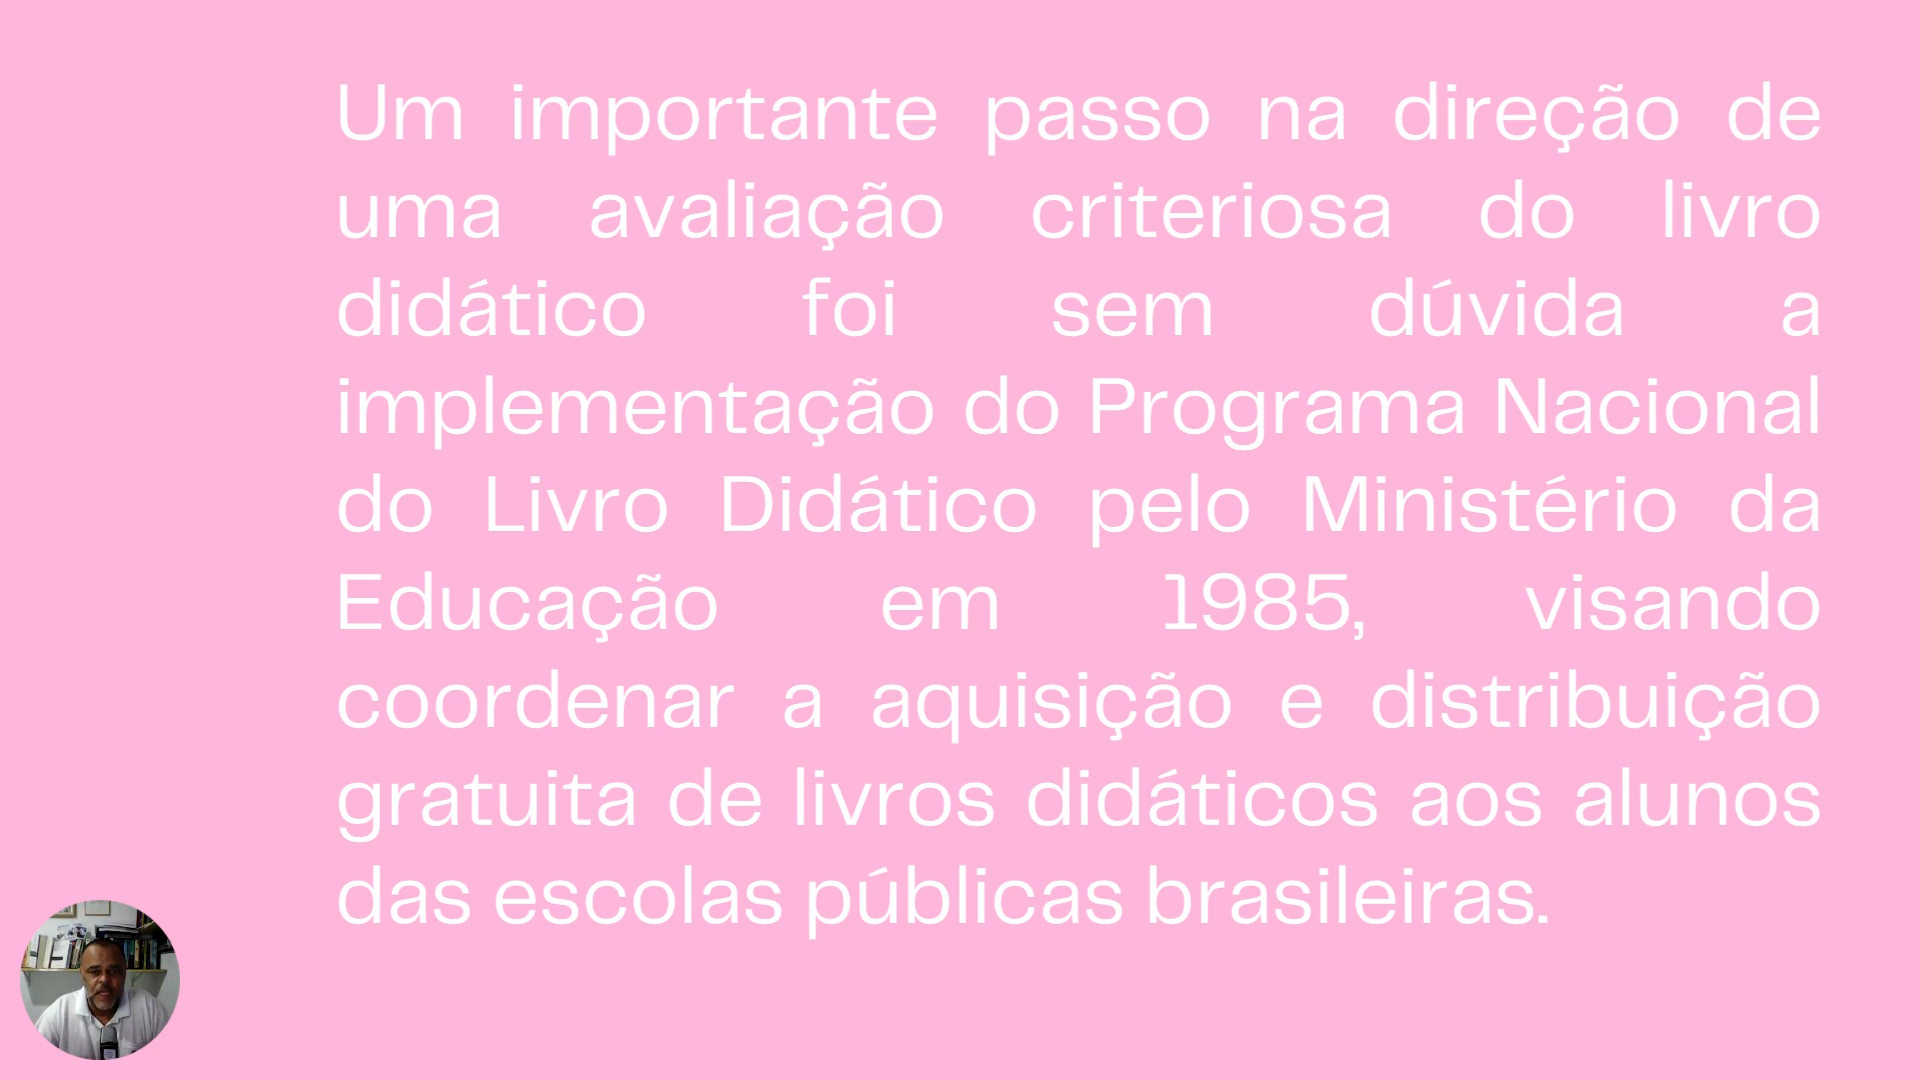 Um importante passo na direção de
uma avaliação criteriosa do livro
didático foi sem dúvida a
implementação do Programa Nacional
do Livro Didático pelo Ministério da
Educação em 1985, visando
coordenar a aquisição e distribuição
gratuita de livros didáticos aos alunos
das escolas públicas brasileiras.